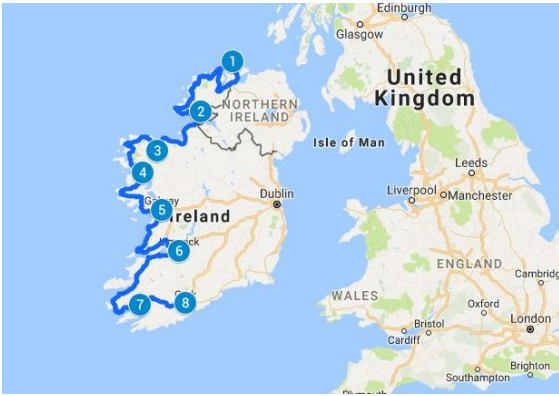 Edinburgh
Glasgow
1
United
Kingdom
2
NORTHERN
IRELAND
Isle of Man
3
4
Leeds
Liverpool
Manchester
Dublin
5
Ireland
ENGLAND
6
Cambridg
WALES
Oxford
7
8
London
Bristol
Cardiff
Brighton
Southampton